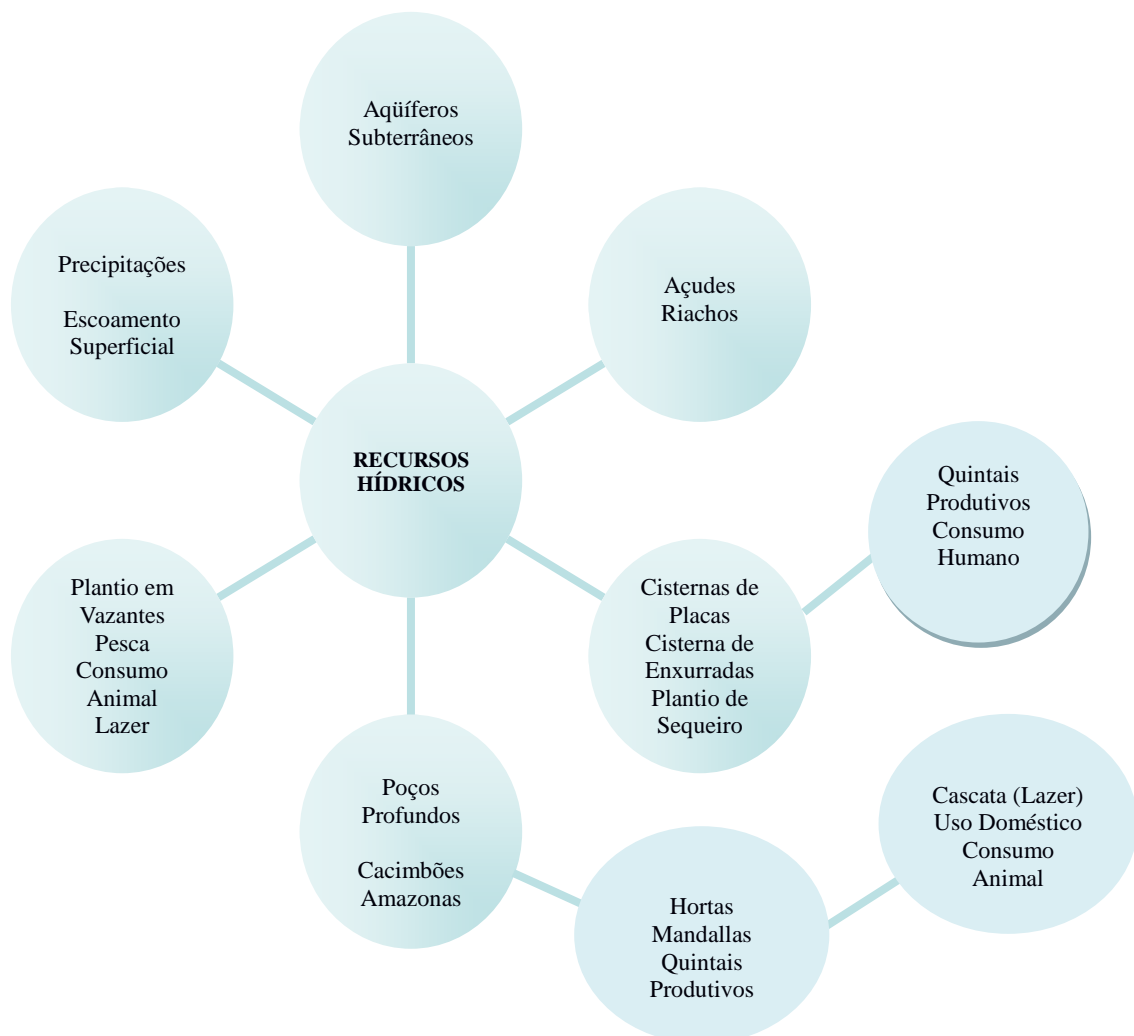 Aqüíferos
Subterrâneos
Precipitações
Escoamento
Superficial
Açudes
Riachos
RECURSOS
HÍDRICOS
Quintais
Produtivos
Consumo
Humano
Plantio em
Vazantes
Pesca
Consumo
Animal
Lazer
Cisternas de
Placas
Cisterna de
Enxurradas
Plantio de
Sequeiro
Poços
Profundos
Cacimbões
Amazonas
Cascata (Lazer)
Uso Doméstico
Consumo
Animal
Hortas
Mandallas
Quintais
Produtivos